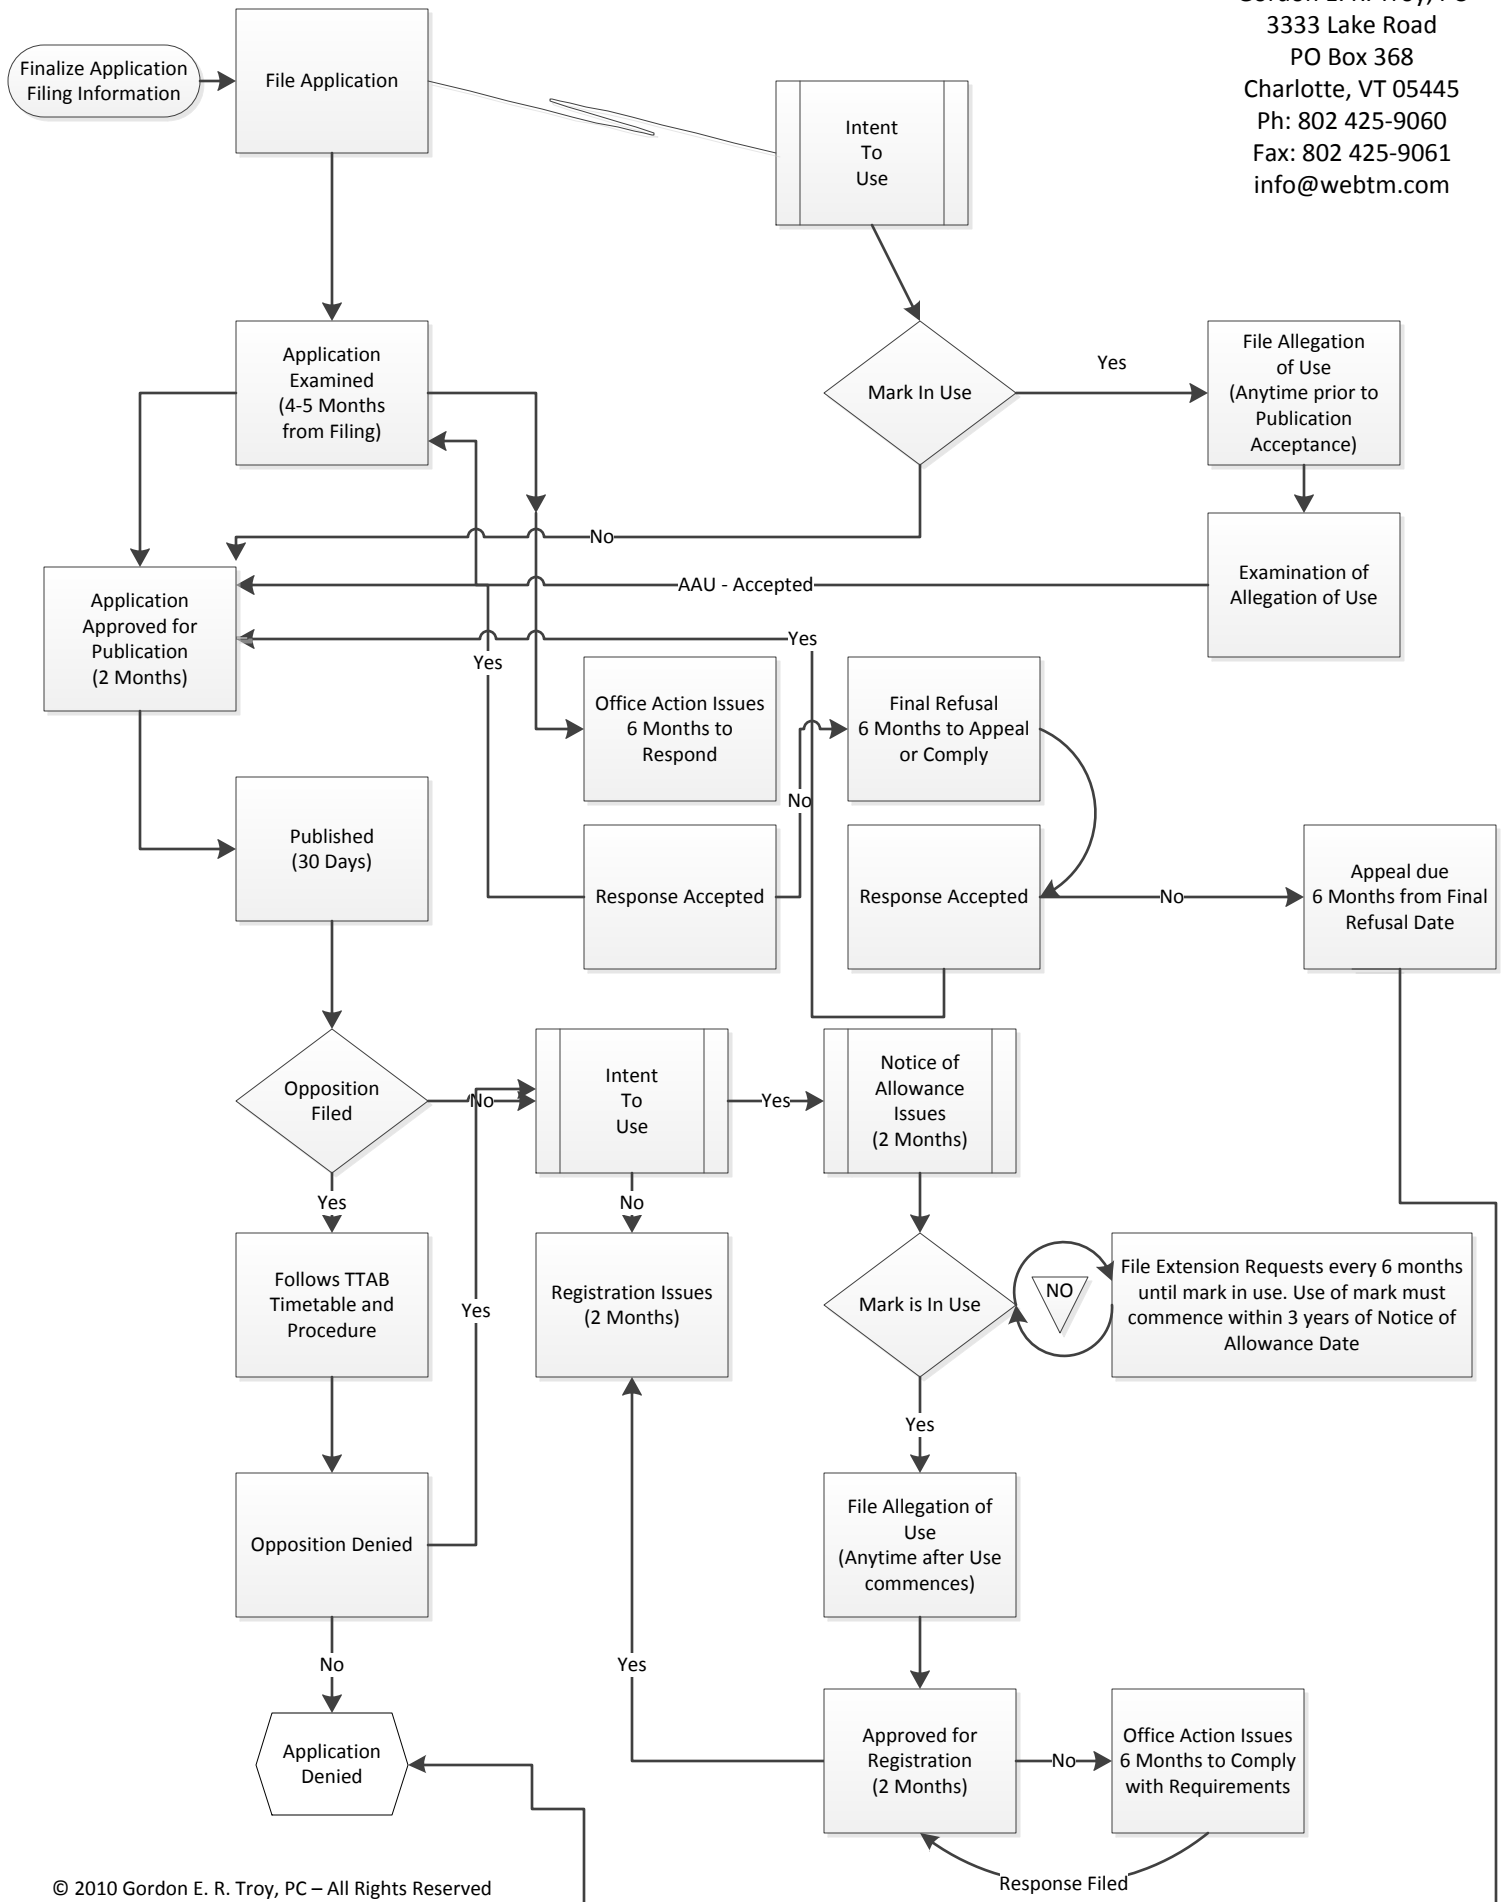 3333 Lake Road
PO Box 368
Charlotte, VT 05445
Ph: 802 425-9060
Fax: 802 425-9061
info@webtm.com
Finalize Application
Filing Information
File Application
Intent
To
Use
Application
Examined
(4-5 Months
from Filing)
Mark In Use
Yes
File Allegation
of Use
(Anytime prior to
Publication
Acceptance)
No
AAU - Accepted
Examination of
Allegation of Use
Application
Approved for
Publication
(2 Months)
Yes
Yes
Office Action Issues
6 Months to
Respond
Final Refusal
6 Months to Appeal
or Comply
No
Published
(30 Days)
Response Accepted
Response Accepted
No
Appeal due
6 Months from Final
Refusal Date
Opposition
Filed
No
Intent
To
Use
Yes
Notice of
Allowance
Issues
(2 Months)
Yes
No
Follows TTAB
Timetable and
Procedure
Yes
Registration Issues
(2 Months)
Mark is In Use
NO
File Extension Requests every 6 months
until mark in use. Use of mark must
commence within 3 years of Notice of
Allowance Date
Yes
Opposition Denied
File Allegation of
Use
(Anytime after Use
commences)
No
Yes
Application
Denied
Approved for
Registration
(2 Months)
No
Office Action Issues
6 Months to Comply
with Requirements
Response Filed
© 2010 Gordon E. R. Troy, PC – All Rights Reserved